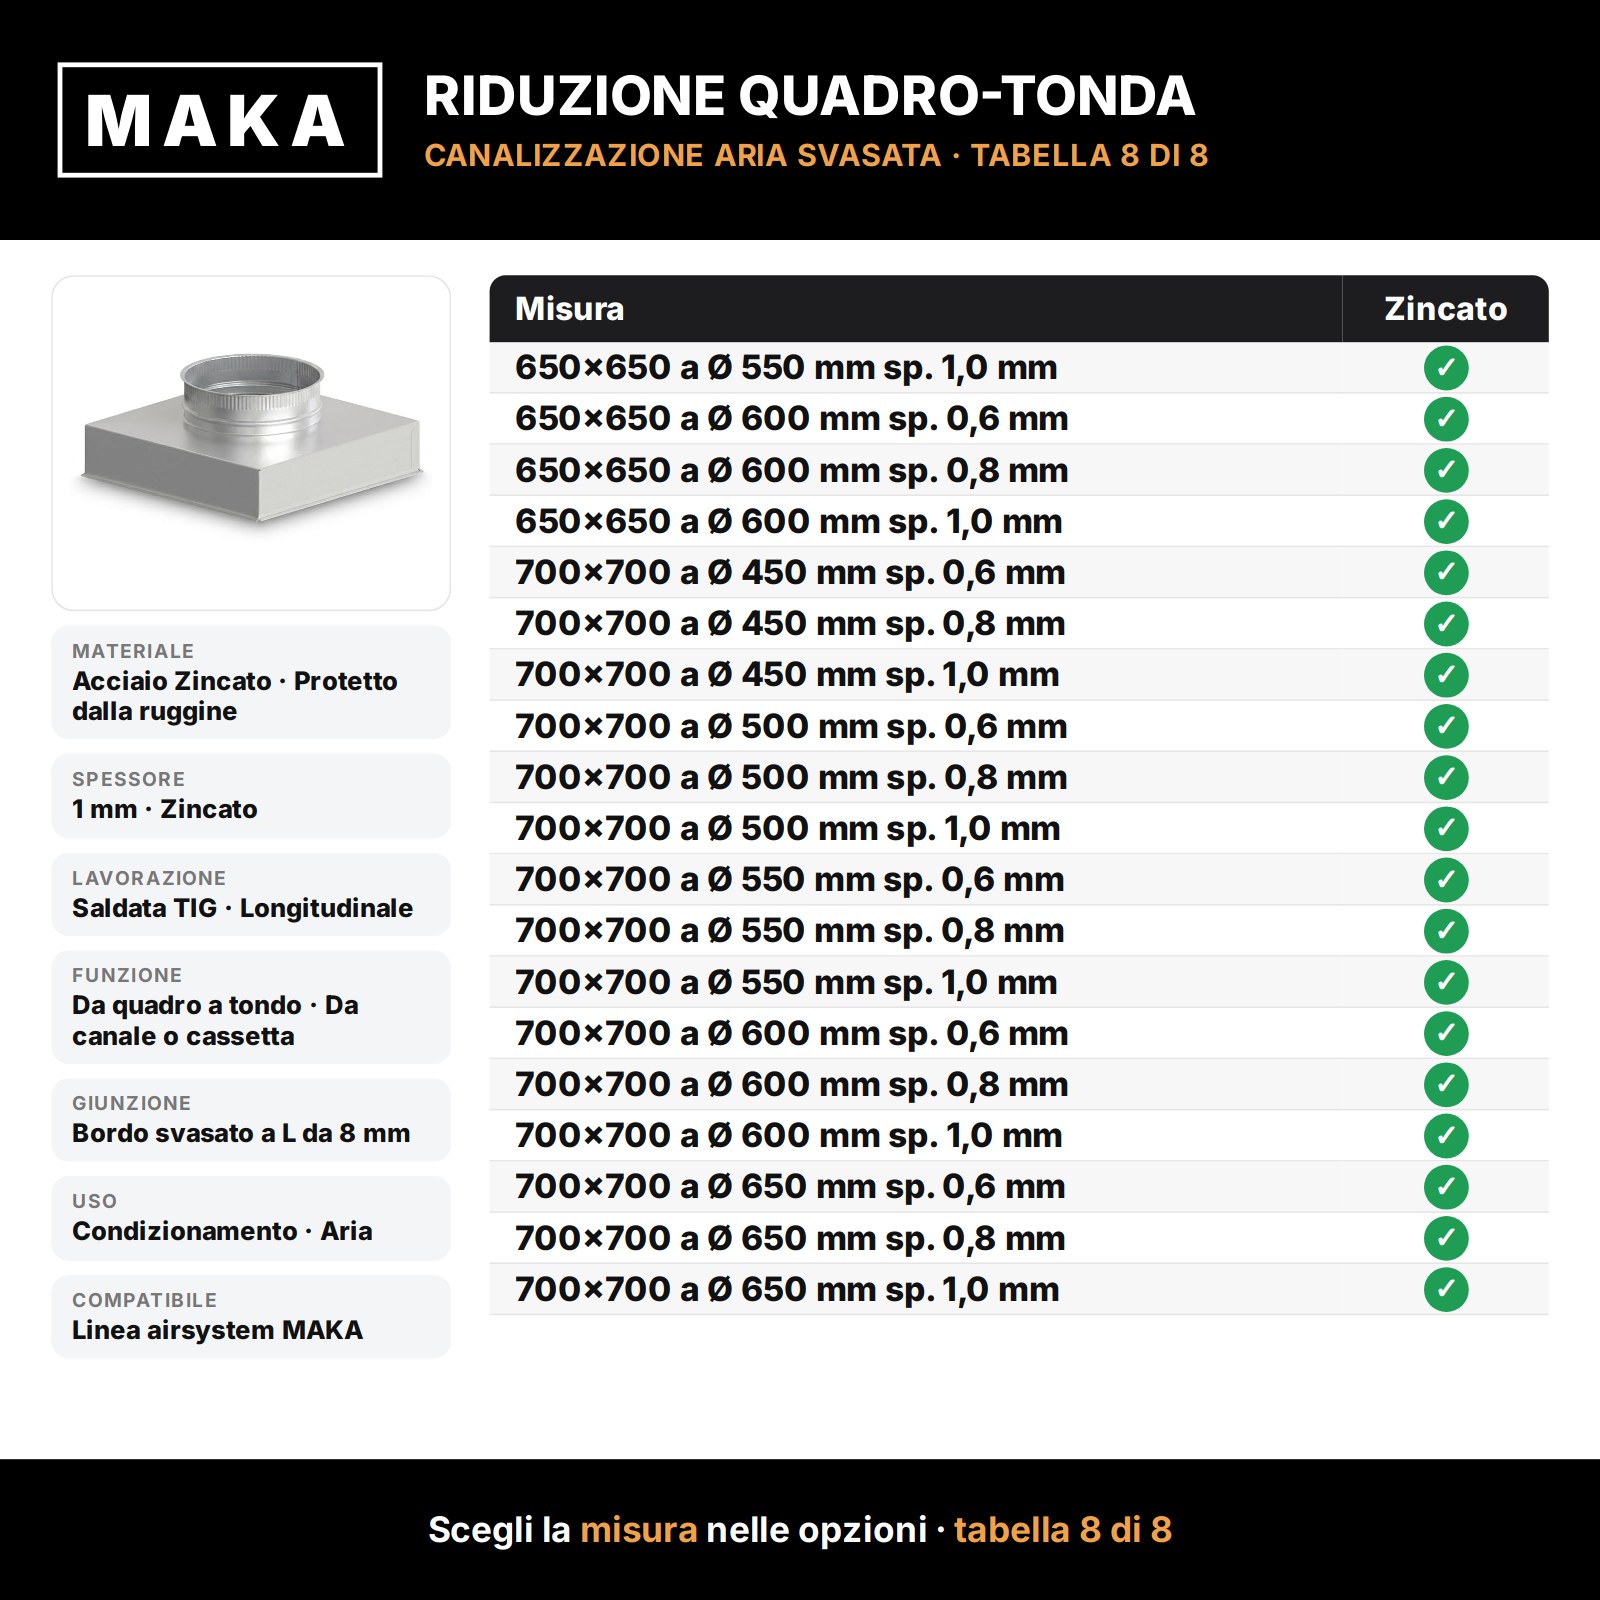 MAKA
RIDUZIONE QUADRO-TONDA
CANALIZZAZIONE ARIA SVASATA · TABELLA 8 DI 8
MATERIALE
Acciaio Zincato · Protetto
dalla ruggine
SPESSORE
1 mm · Zincato
LAVORAZIONE
Saldata TIG · Longitudinale
FUNZIONE
Da quadro a tondo · Da
canale o cassetta
GIUNZIONE
Bordo svasato a L da 8 mm
USO
Condizionamento · Aria
COMPATIBILE
Linea airsystem MAKA
Misura Zincato
650×650 a Ø 550 mm sp. 1,0 mm ✓
650×650 a Ø 600 mm sp. 0,6 mm ✓
650×650 a Ø 600 mm sp. 0,8 mm ✓
650×650 a Ø 600 mm sp. 1,0 mm ✓
700×700 a Ø 450 mm sp. 0,6 mm ✓
700×700 a Ø 450 mm sp. 0,8 mm ✓
700×700 a Ø 450 mm sp. 1,0 mm ✓
700×700 a Ø 500 mm sp. 0,6 mm ✓
700×700 a Ø 500 mm sp. 0,8 mm ✓
700×700 a Ø 500 mm sp. 1,0 mm ✓
700×700 a Ø 550 mm sp. 0,6 mm ✓
700×700 a Ø 550 mm sp. 0,8 mm ✓
700×700 a Ø 550 mm sp. 1,0 mm ✓
700×700 a Ø 600 mm sp. 0,6 mm ✓
700×700 a Ø 600 mm sp. 0,8 mm ✓
700×700 a Ø 600 mm sp. 1,0 mm ✓
700×700 a Ø 650 mm sp. 0,6 mm ✓
700×700 a Ø 650 mm sp. 0,8 mm ✓
700×700 a Ø 650 mm sp. 1,0 mm ✓
Scegli la misura nelle opzioni · tabella 8 di 8